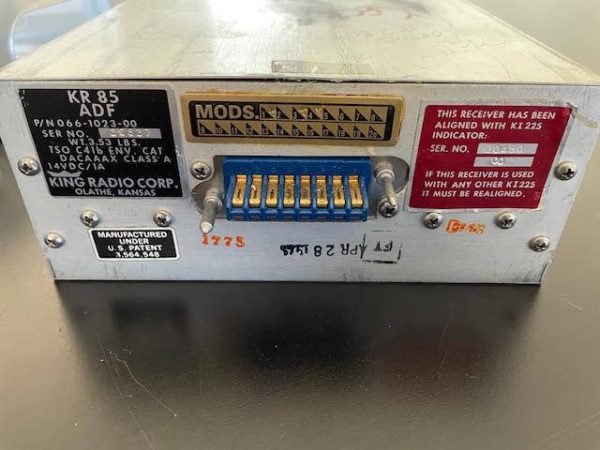 KR 85
ADF
P/N 066-1023-00
SER NO.
WT. 3.53 LBS.
TSO C41b ENV. CAT
DACAAAX CLASS A
14VDC/1A
KING RADIO CORP.
OLATHE, KANSAS
MANUFACTURED
UNDER
U.S. PATENT
3,564,548
MODS.
1775
APR 28
THIS RECEIVER HAS BEEN
ALIGNED WITH KI 225
INDICATOR:
SER. NO.
IF THIS RECEIVER IS USED
WITH ANY OTHER KI 225
IT MUST BE REALIGNED.